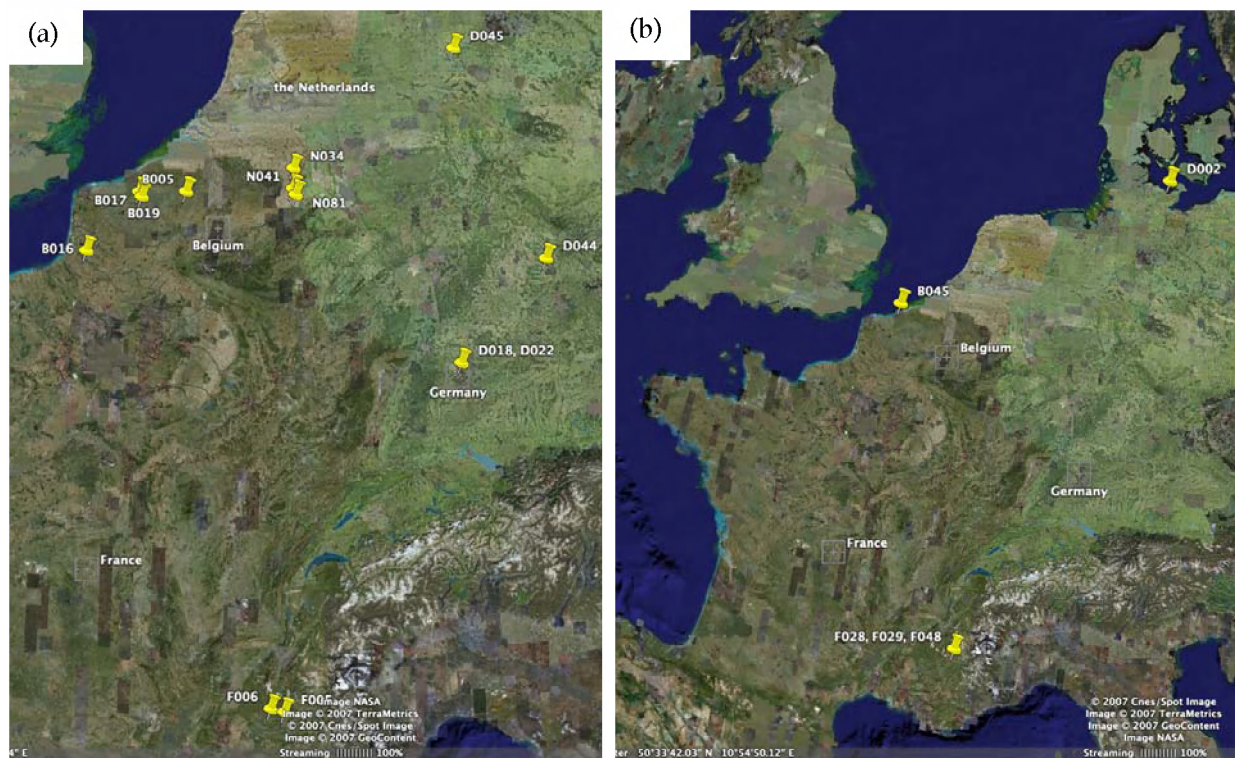 (a)
D045
the Netherlands
N034
N041
B005
B017
N081
B019
B016
Belgium
D044
D018, D022
Germany
France
F006
Image NASA
Image © 2007 TerraMetrics
© 2007 Cnes/Spot Image
Image © 2007 GeoContent
4° E
Streaming |||||||||| 100%
(b)
D002
B045
Belgium
Germany
France
F028, F029, F048
© 2007 Cnes/Spot Image
Image © 2007 GeoContent
Image © 2007 TerraMetrics
Image NASA
ter 50°33'42.03" N 10°54'50.12" E
Streaming |||||||||| 100%